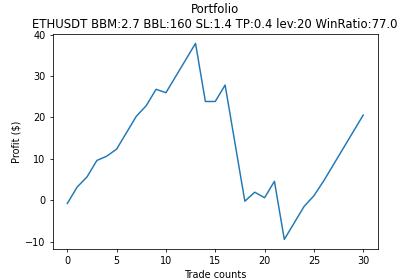 Portfolio
ETHUSDT BBM:2.7 BBL:160 SL:1.4 TP:0.4 lev:20 WinRatio:77.0
40
30
20
10
0
−10
Profit ($)
0 5 10 15 20 25 30
Trade counts